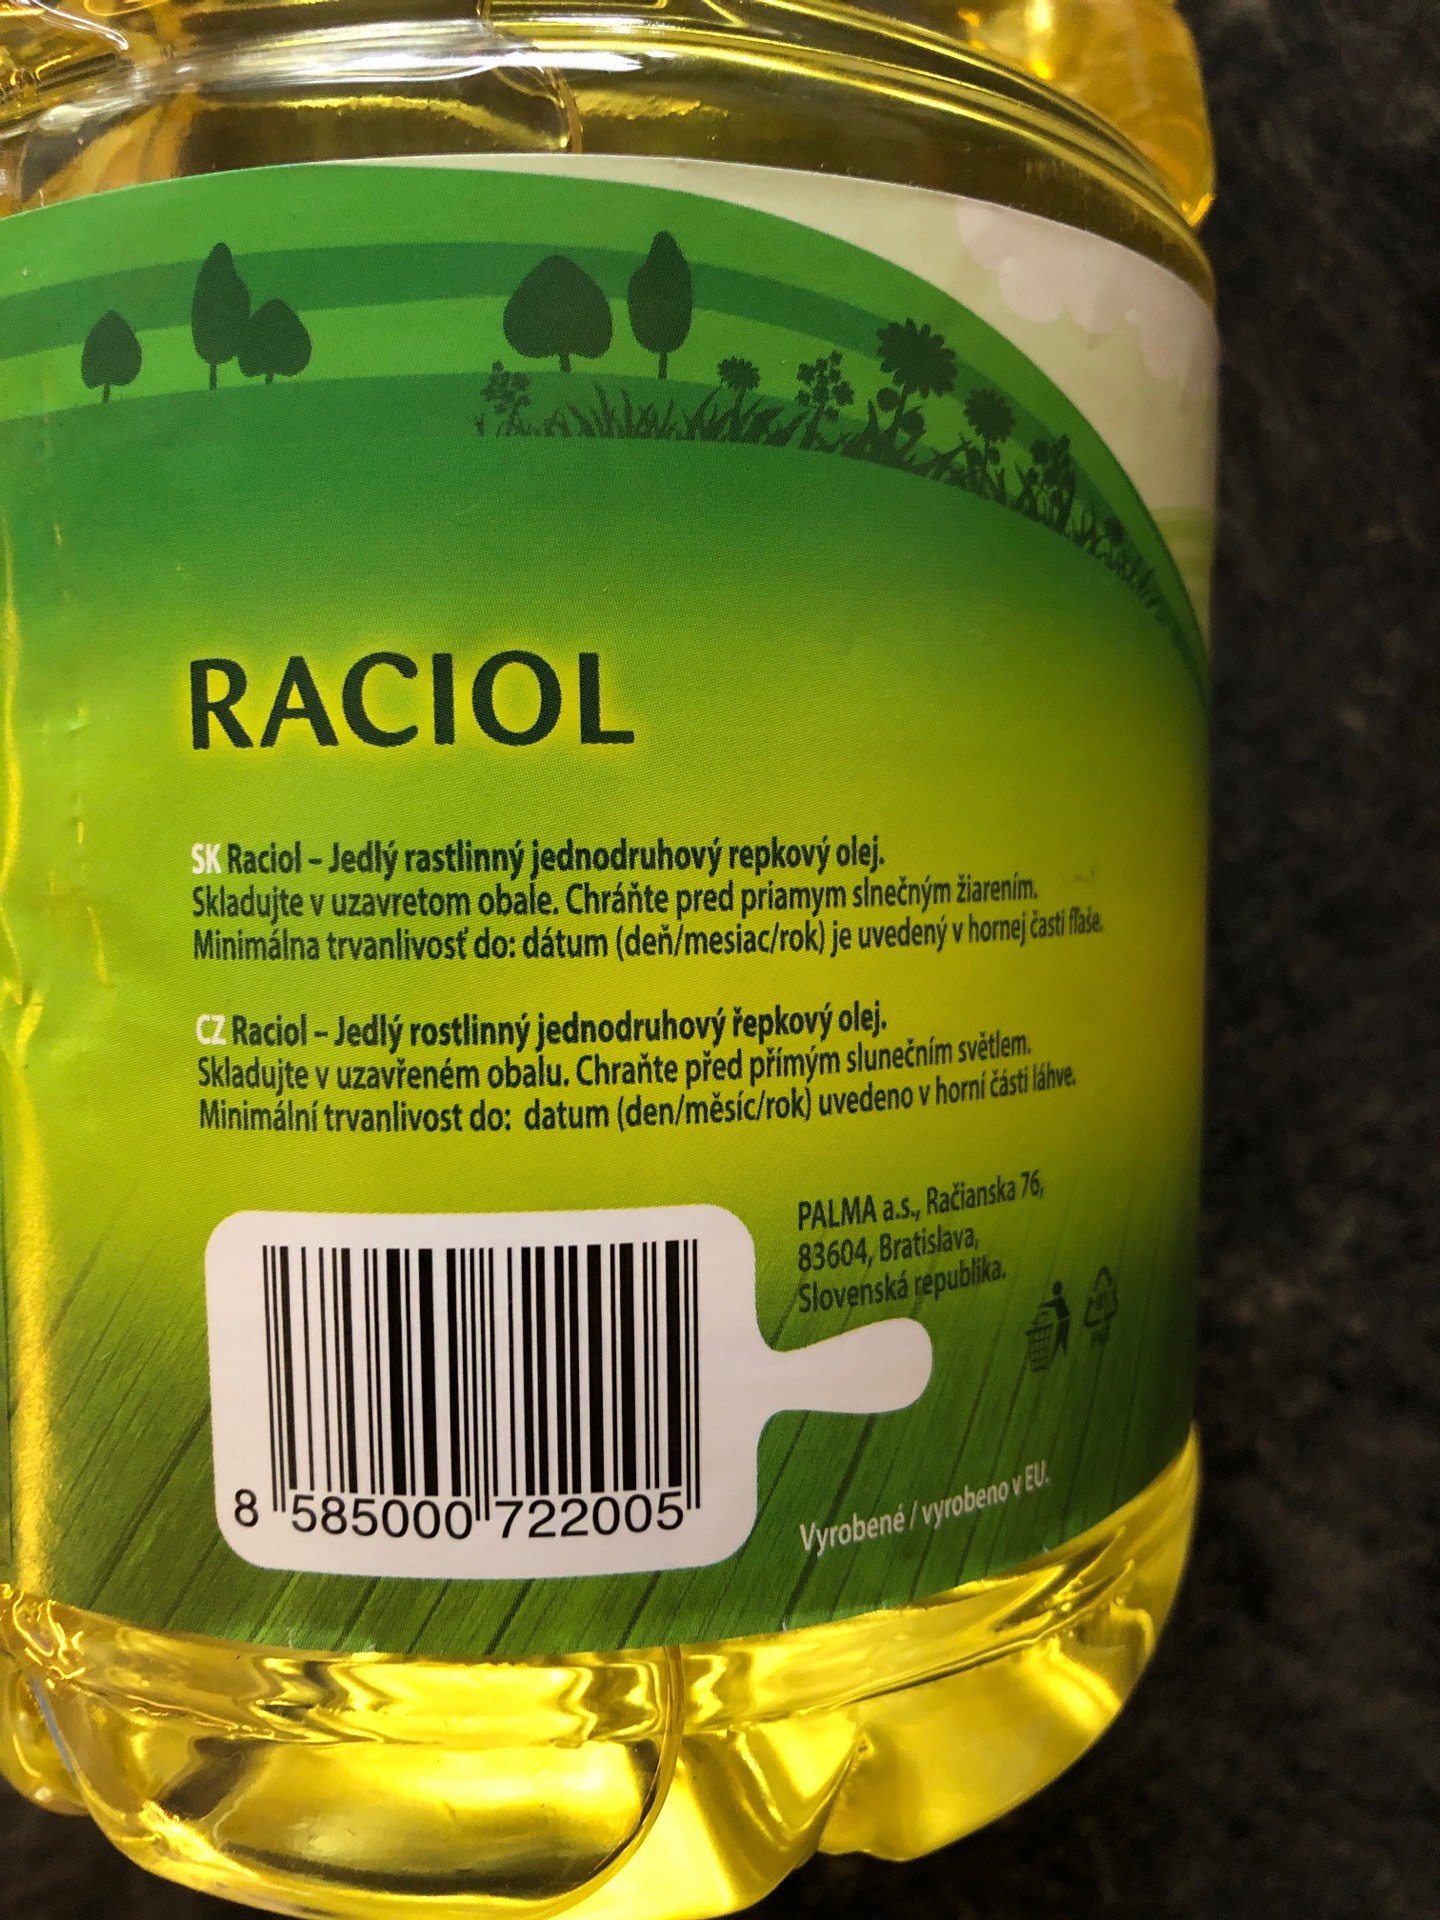 RACIOL
SK Raciol – Jedlý rastlinný jednodruhový repkový olej.
Skladujte v uzavretom obale. Chráňte pred priamym slnečným žiarením.
Minimálna trvanlivosť do: dátum (deň/mesiac/rok) je uvedený v hornej časti fľaše.
CZ Raciol – Jedlý rostlinný jednodruhový řepkový olej.
Skladujte v uzavřeném obalu. Chraňte před přímým slunečním světlem.
Minimální trvanlivost do: datum (den/měsíc/rok) uvedeno v horní části láhve.
PALMA a.s., Račianska 76,
83604, Bratislava,
Slovenská republika.
8 585000 722005
Vyrobené / vyrobeno v EU.